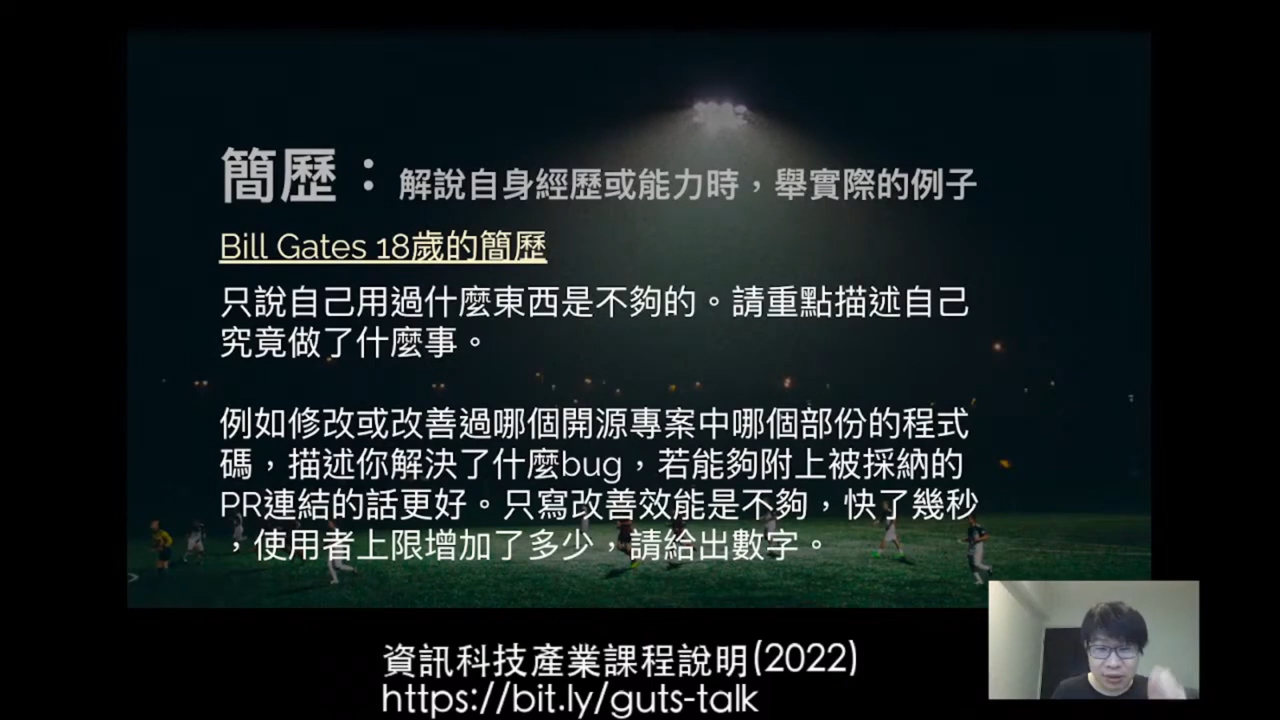 簡歷：解說自身經歷或能力時，舉實際的例子
Bill Gates 18歲的簡歷
只說自己用過什麼東西是不夠的。請重點描述自己
究竟做了什麼事。
例如修改或改善過哪個開源專案中哪個部份的程式
碼，描述你解決了什麼bug，若能夠附上被採納的
PR連結的話更好。只寫改善效能是不夠，快了幾秒
，使用者上限增加了多少，請給出數字。
資訊科技產業課程說明(2022)
https://bit.ly/guts-talk